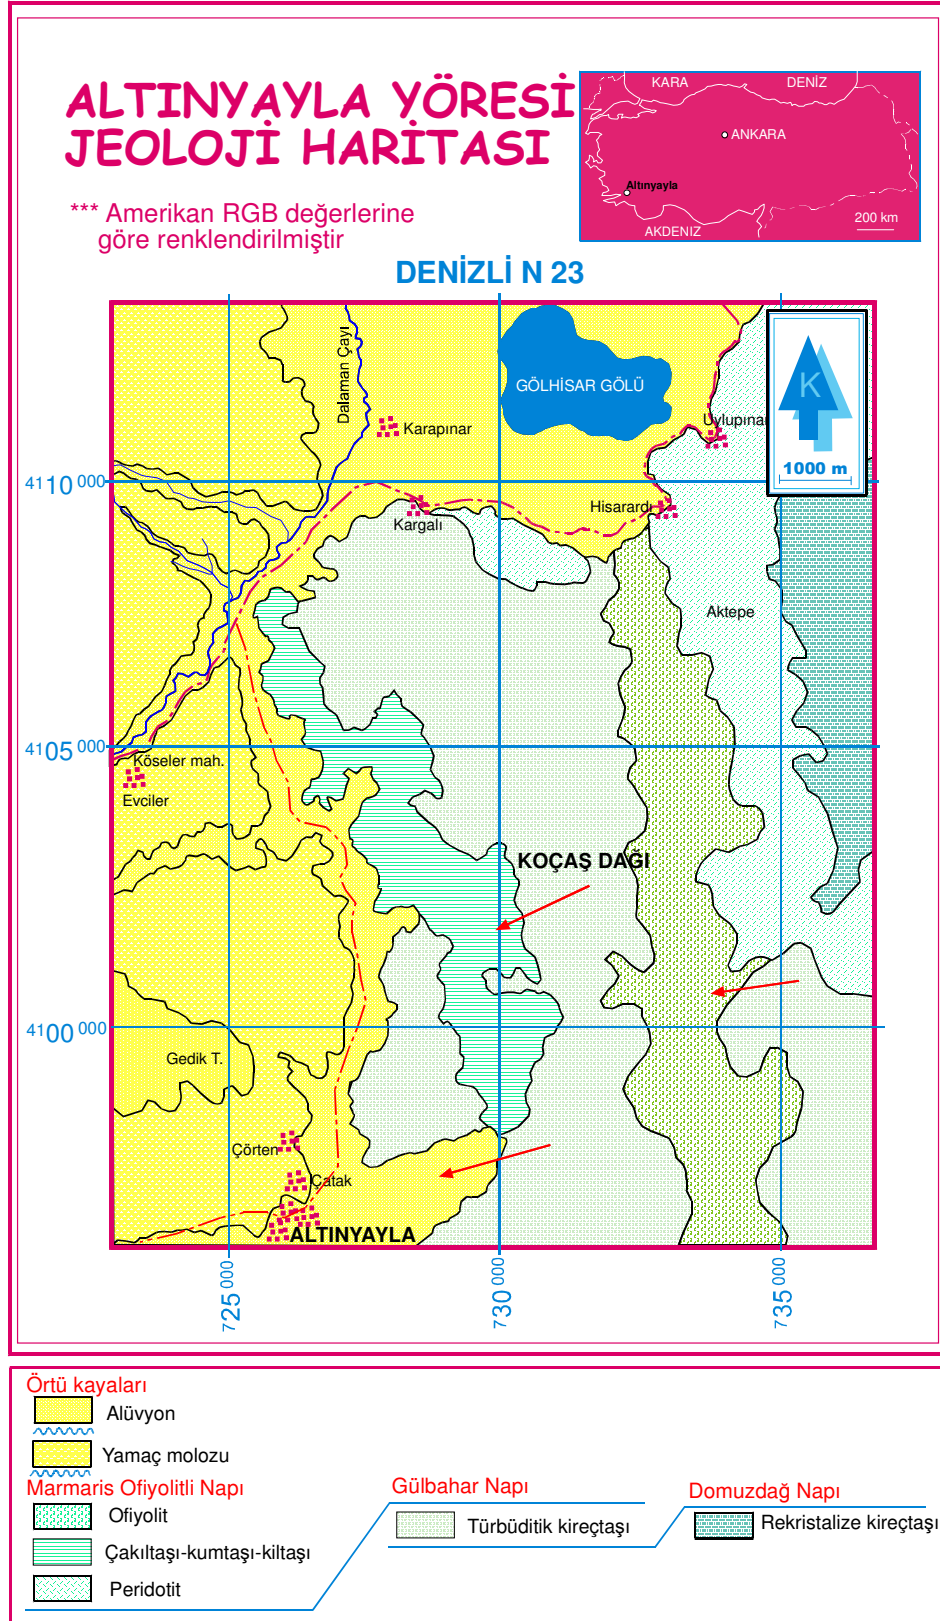 ALTINYAYLA YÖRESİ
JEOLOJİ HARİTASI
*** Amerikan RGB değerlerine
göre renklendirilmiştir
KARA DENİZ
ANKARA
Altınyayla
200 km
AKDENIZ
DENİZLİ N 23
Dalaman Çayı
GÖLHİSAR GÖLÜ
K
1000 m
Karapınar
Uylupınar
4110 000
Kargalı
Hisarardı
Aktepe
4105 000
Köseler mah.
Evciler
KOÇAŞ DAĞI
4100 000
Gedik T.
Çörten
Çatak
ALTINYAYLA
725 000
730 000
735 000
Örtü kayaları
Alüvyon
Yamaç molozu
Marmaris Ofiyolitli Napı
Ofiyolit
Çakıltaşı-kumtaşı-kiltaşı
Peridotit
Gülbahar Napı
Türbüditik kireçtaşı
Domuzdağ Napı
Rekristalize kireçtaşı